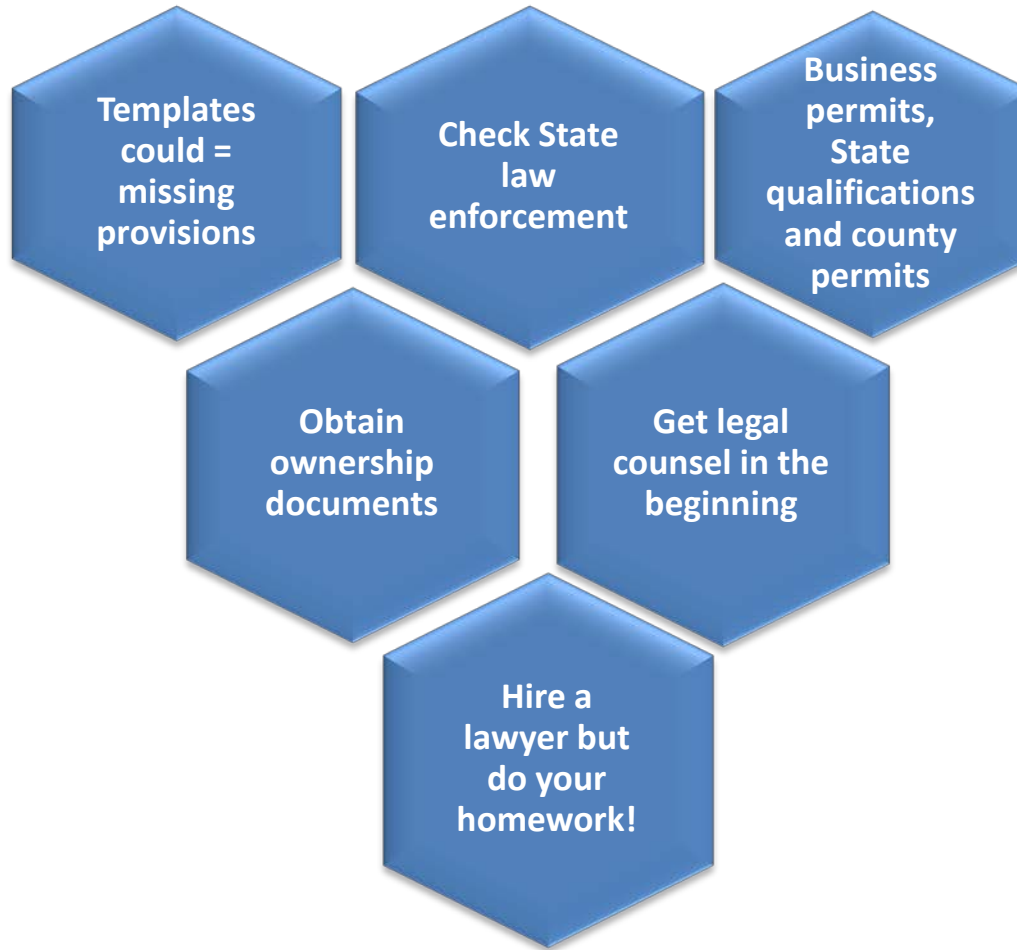 Templates
could =
missing
provisions
Check State
law
enforcement
Business
permits,
State
qualifications
and county
permits
Obtain
ownership
documents
Get legal
counsel in the
beginning
Hire a
lawyer but
do your
homework!